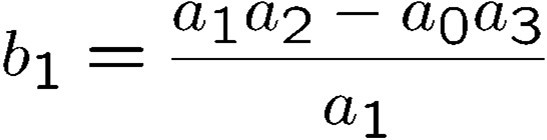 b₁ = (a₁a₂ − a₀a₃) / a₁